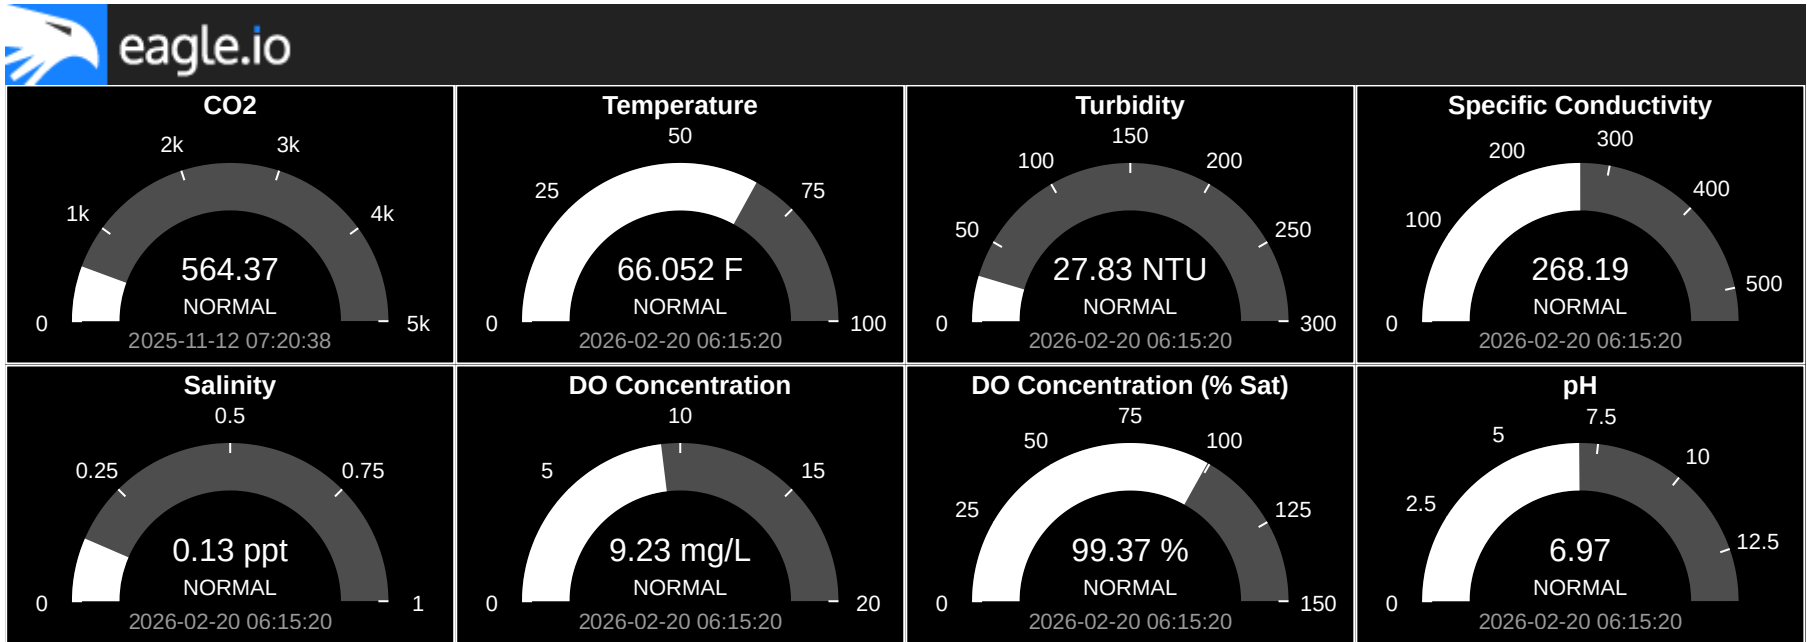 eagle.io
CO2
0
1k
2k
3k
4k
5k
564.37
NORMAL
2025-11-12 07:20:38
Temperature
0
25
50
75
100
66.052 F
NORMAL
2026-02-20 06:15:20
Turbidity
0
50
100
150
200
250
300
27.83 NTU
NORMAL
2026-02-20 06:15:20
Specific Conductivity
0
100
200
300
400
500
268.19
NORMAL
2026-02-20 06:15:20
Salinity
0
0.25
0.5
0.75
1
0.13 ppt
NORMAL
2026-02-20 06:15:20
DO Concentration
0
5
10
15
20
9.23 mg/L
NORMAL
2026-02-20 06:15:20
DO Concentration (% Sat)
0
25
50
75
100
125
150
99.37 %
NORMAL
2026-02-20 06:15:20
pH
0
2.5
5
7.5
10
12.5
6.97
NORMAL
2026-02-20 06:15:20